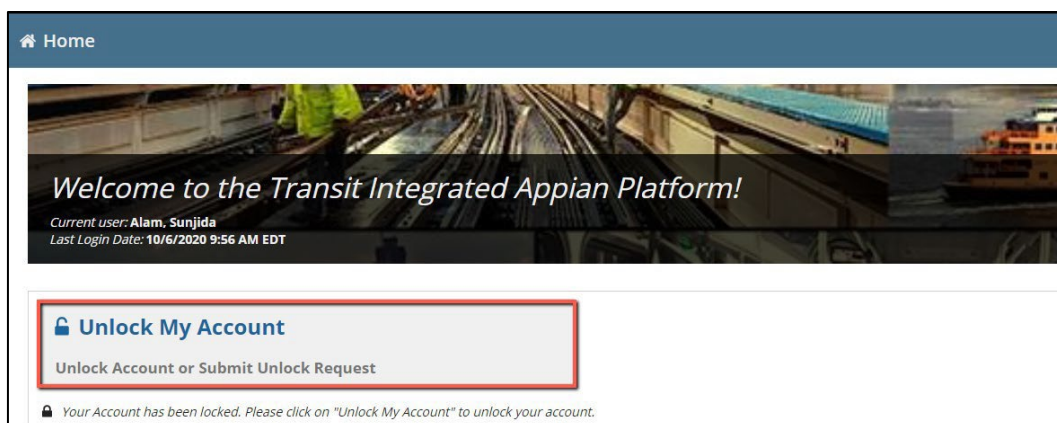 Home
Welcome to the Transit Integrated Appian Platform!
Current user: Alam, Sunjida
Last Login Date: 10/6/2020 9:56 AM EDT
Unlock My Account
Unlock Account or Submit Unlock Request
Your Account has been locked. Please click on "Unlock My Account" to unlock your account.